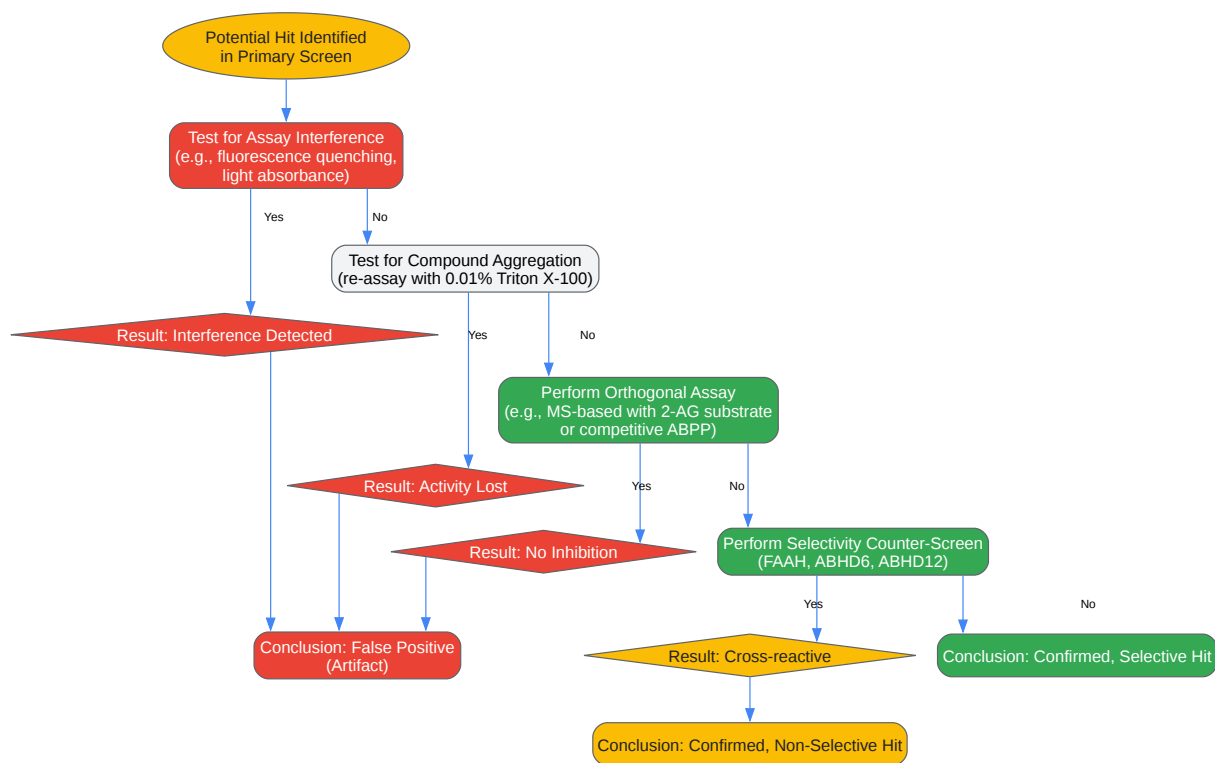 Potential Hit Identified
in Primary Screen
Test for Assay Interference
(e.g., fluorescence quenching,
light absorbance)
Yes
No
Test for Compound Aggregation
(re-assay with 0.01% Triton X-100)
Result: Interference Detected
Yes
No
Perform Orthogonal Assay
(e.g., MS-based with 2-AG substrate
or competitive ABPP)
Result: Activity Lost
Yes
No
Result: No Inhibition
Perform Selectivity Counter-Screen
(FAAH, ABHD6, ABHD12)
Yes
No
Conclusion: False Positive
(Artifact)
Result: Cross-reactive
Conclusion: Confirmed, Selective Hit
Conclusion: Confirmed, Non-Selective Hit